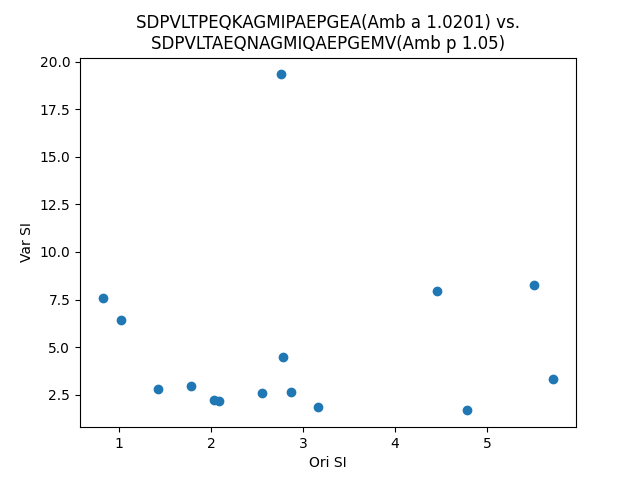 SDPVLTPEQKAGMIPAEPGEA(Amb a 1.0201) vs.
SDPVLTAEQNAGMIQAEPGEMV(Amb p 1.05)
20.0
17.5
15.0
12.5
10.0
7.5
5.0
2.5
Var SI
1 2 3 4 5
Ori SI